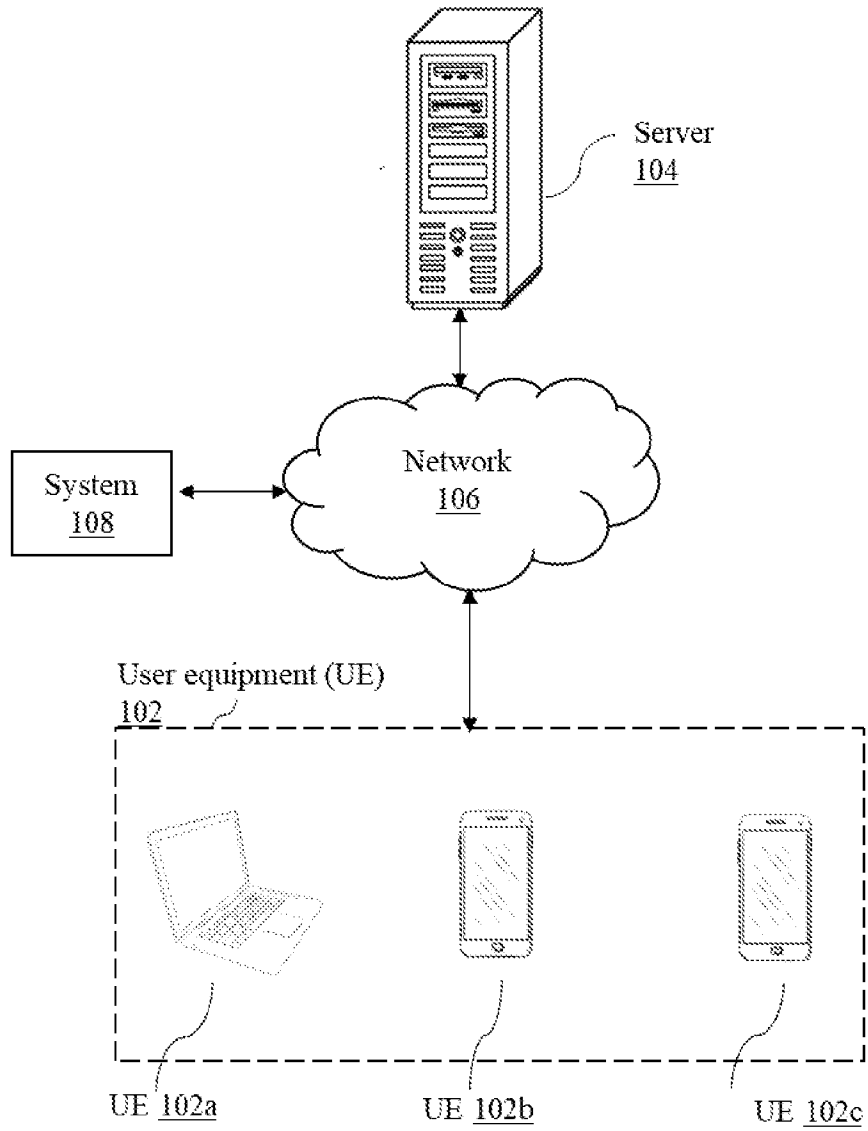 Server
104
Network
106
System
108
User equipment (UE)
102
UE 102a
UE 102b
UE 102c